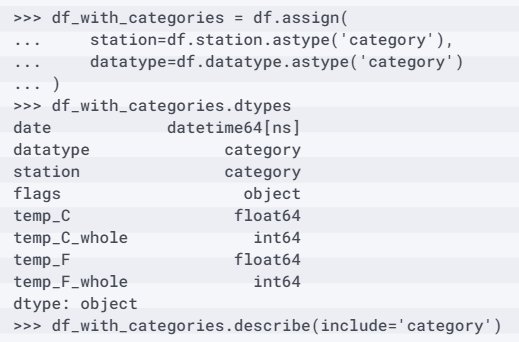 >>> df_with_categories = df.assign(
...     station=df.station.astype('category'),
...     datatype=df.datatype.astype('category')
... )
>>> df_with_categories.dtypes
date            datetime64[ns]
datatype              category
station               category
flags                   object
temp_C                 float64
temp_C_whole             int64
temp_F                 float64
temp_F_whole             int64
dtype: object
>>> df_with_categories.describe(include='category')